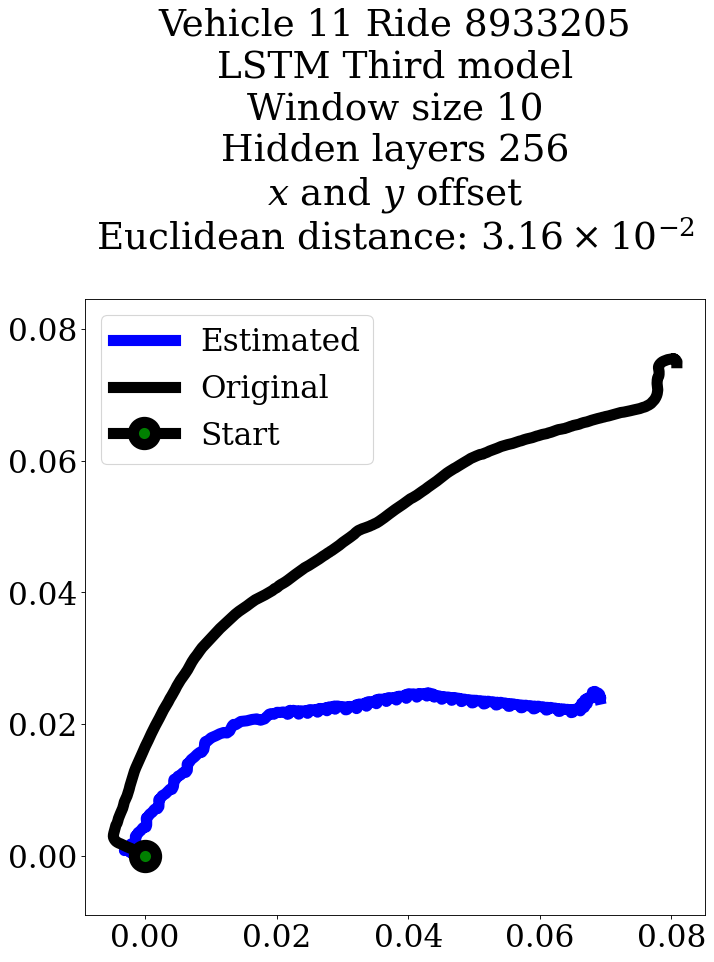 Vehicle 11 Ride 8933205
LSTM Third model
Window size 10
Hidden layers 256
x and y offset
Euclidean distance: 3.16 × 10⁻²
Estimated
Original
Start
0.08
0.06
0.04
0.02
0.00
0.00 0.02 0.04 0.06 0.08